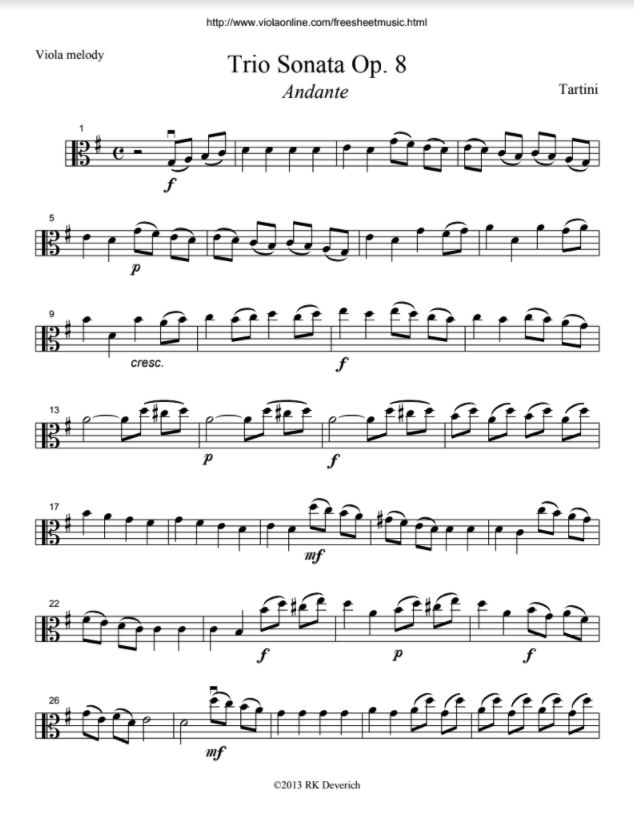 http://www.violaonline.com/freesheetmusic.html
Viola melody
Trio Sonata Op. 8
Andante
Tartini
1
f
5
p
9
cresc.
f
13
p
f
17
mf
22
f
p
f
26
mf
©2013 RK Deverich